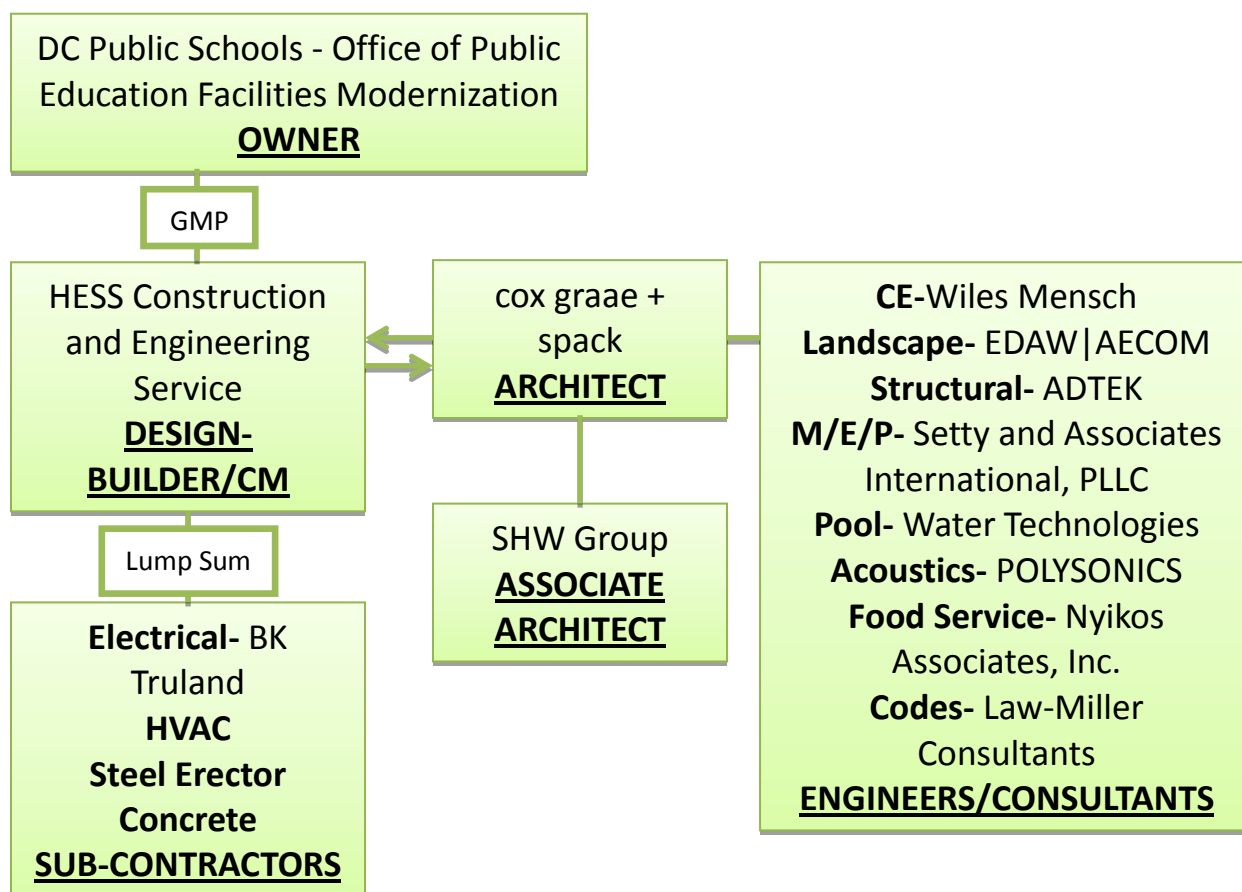 DC Public Schools - Office of Public
Education Facilities Modernization
OWNER
GMP
HESS Construction
and Engineering
Service
DESIGN-
BUILDER/CM
cox graae +
spack
ARCHITECT
CE-Wiles Mensch
Landscape- EDAW|AECOM
Structural- ADTEK
M/E/P- Setty and Associates
International, PLLC
Pool- Water Technologies
Acoustics- POLYSONICS
Food Service- Nyikos
Associates, Inc.
Codes- Law-Miller
Consultants
ENGINEERS/CONSULTANTS
SHW Group
ASSOCIATE
ARCHITECT
Lump Sum
Electrical- BK
Truland
HVAC
Steel Erector
Concrete
SUB-CONTRACTORS